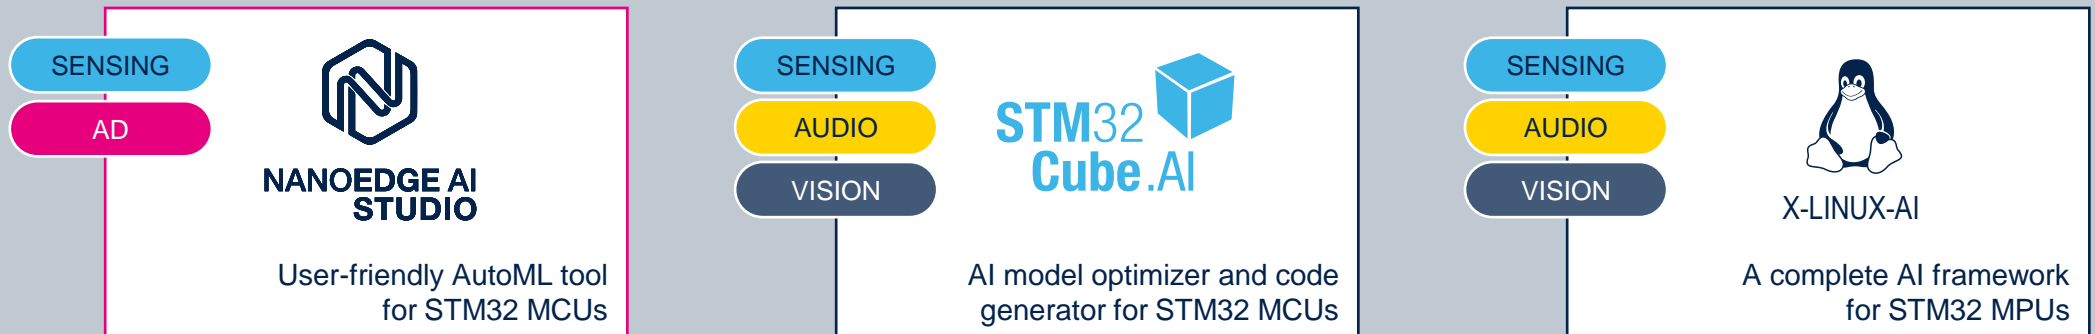 SENSING
AD
NANOEDGE AI
STUDIO
User-friendly AutoML tool
for STM32 MCUs
SENSING
AUDIO
VISION
STM32
Cube.AI
AI model optimizer and code
generator for STM32 MCUs
SENSING
AUDIO
VISION
X-LINUX-AI
A complete AI framework
for STM32 MPUs